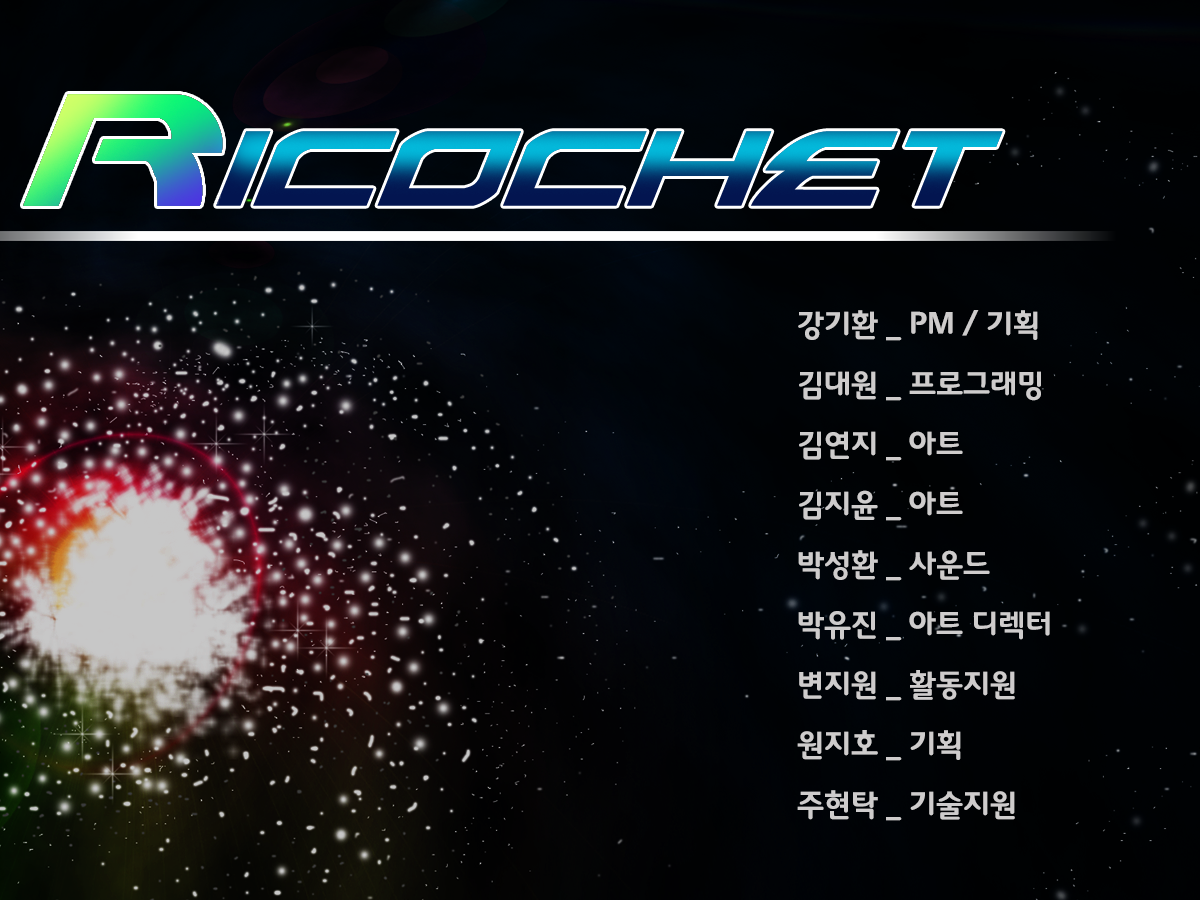 RICOCHET
강기환 _ PM / 기획
김대원 _ 프로그래밍
김연지 _ 아트
김지윤 _ 아트
박성환 _ 사운드
박유진 _ 아트 디렉터
변지원 _ 활동지원
원지호 _ 기획
주현탁 _ 기술지원